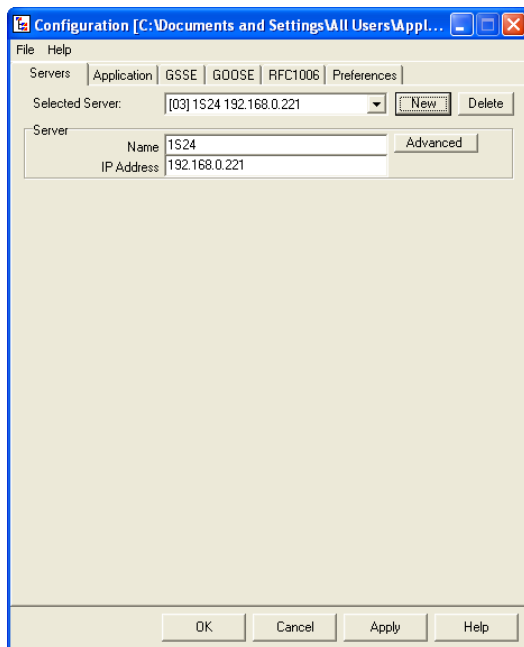 Configuration [C:\Documents and Settings\All Users\Appl...
File Help
Servers Application GSSE GOOSE RFC1006 Preferences
Selected Server: [03] 1S24 192.168.0.221 New Delete
Server
Name 1S24 Advanced
IP Address 192.168.0.221
OK Cancel Apply Help